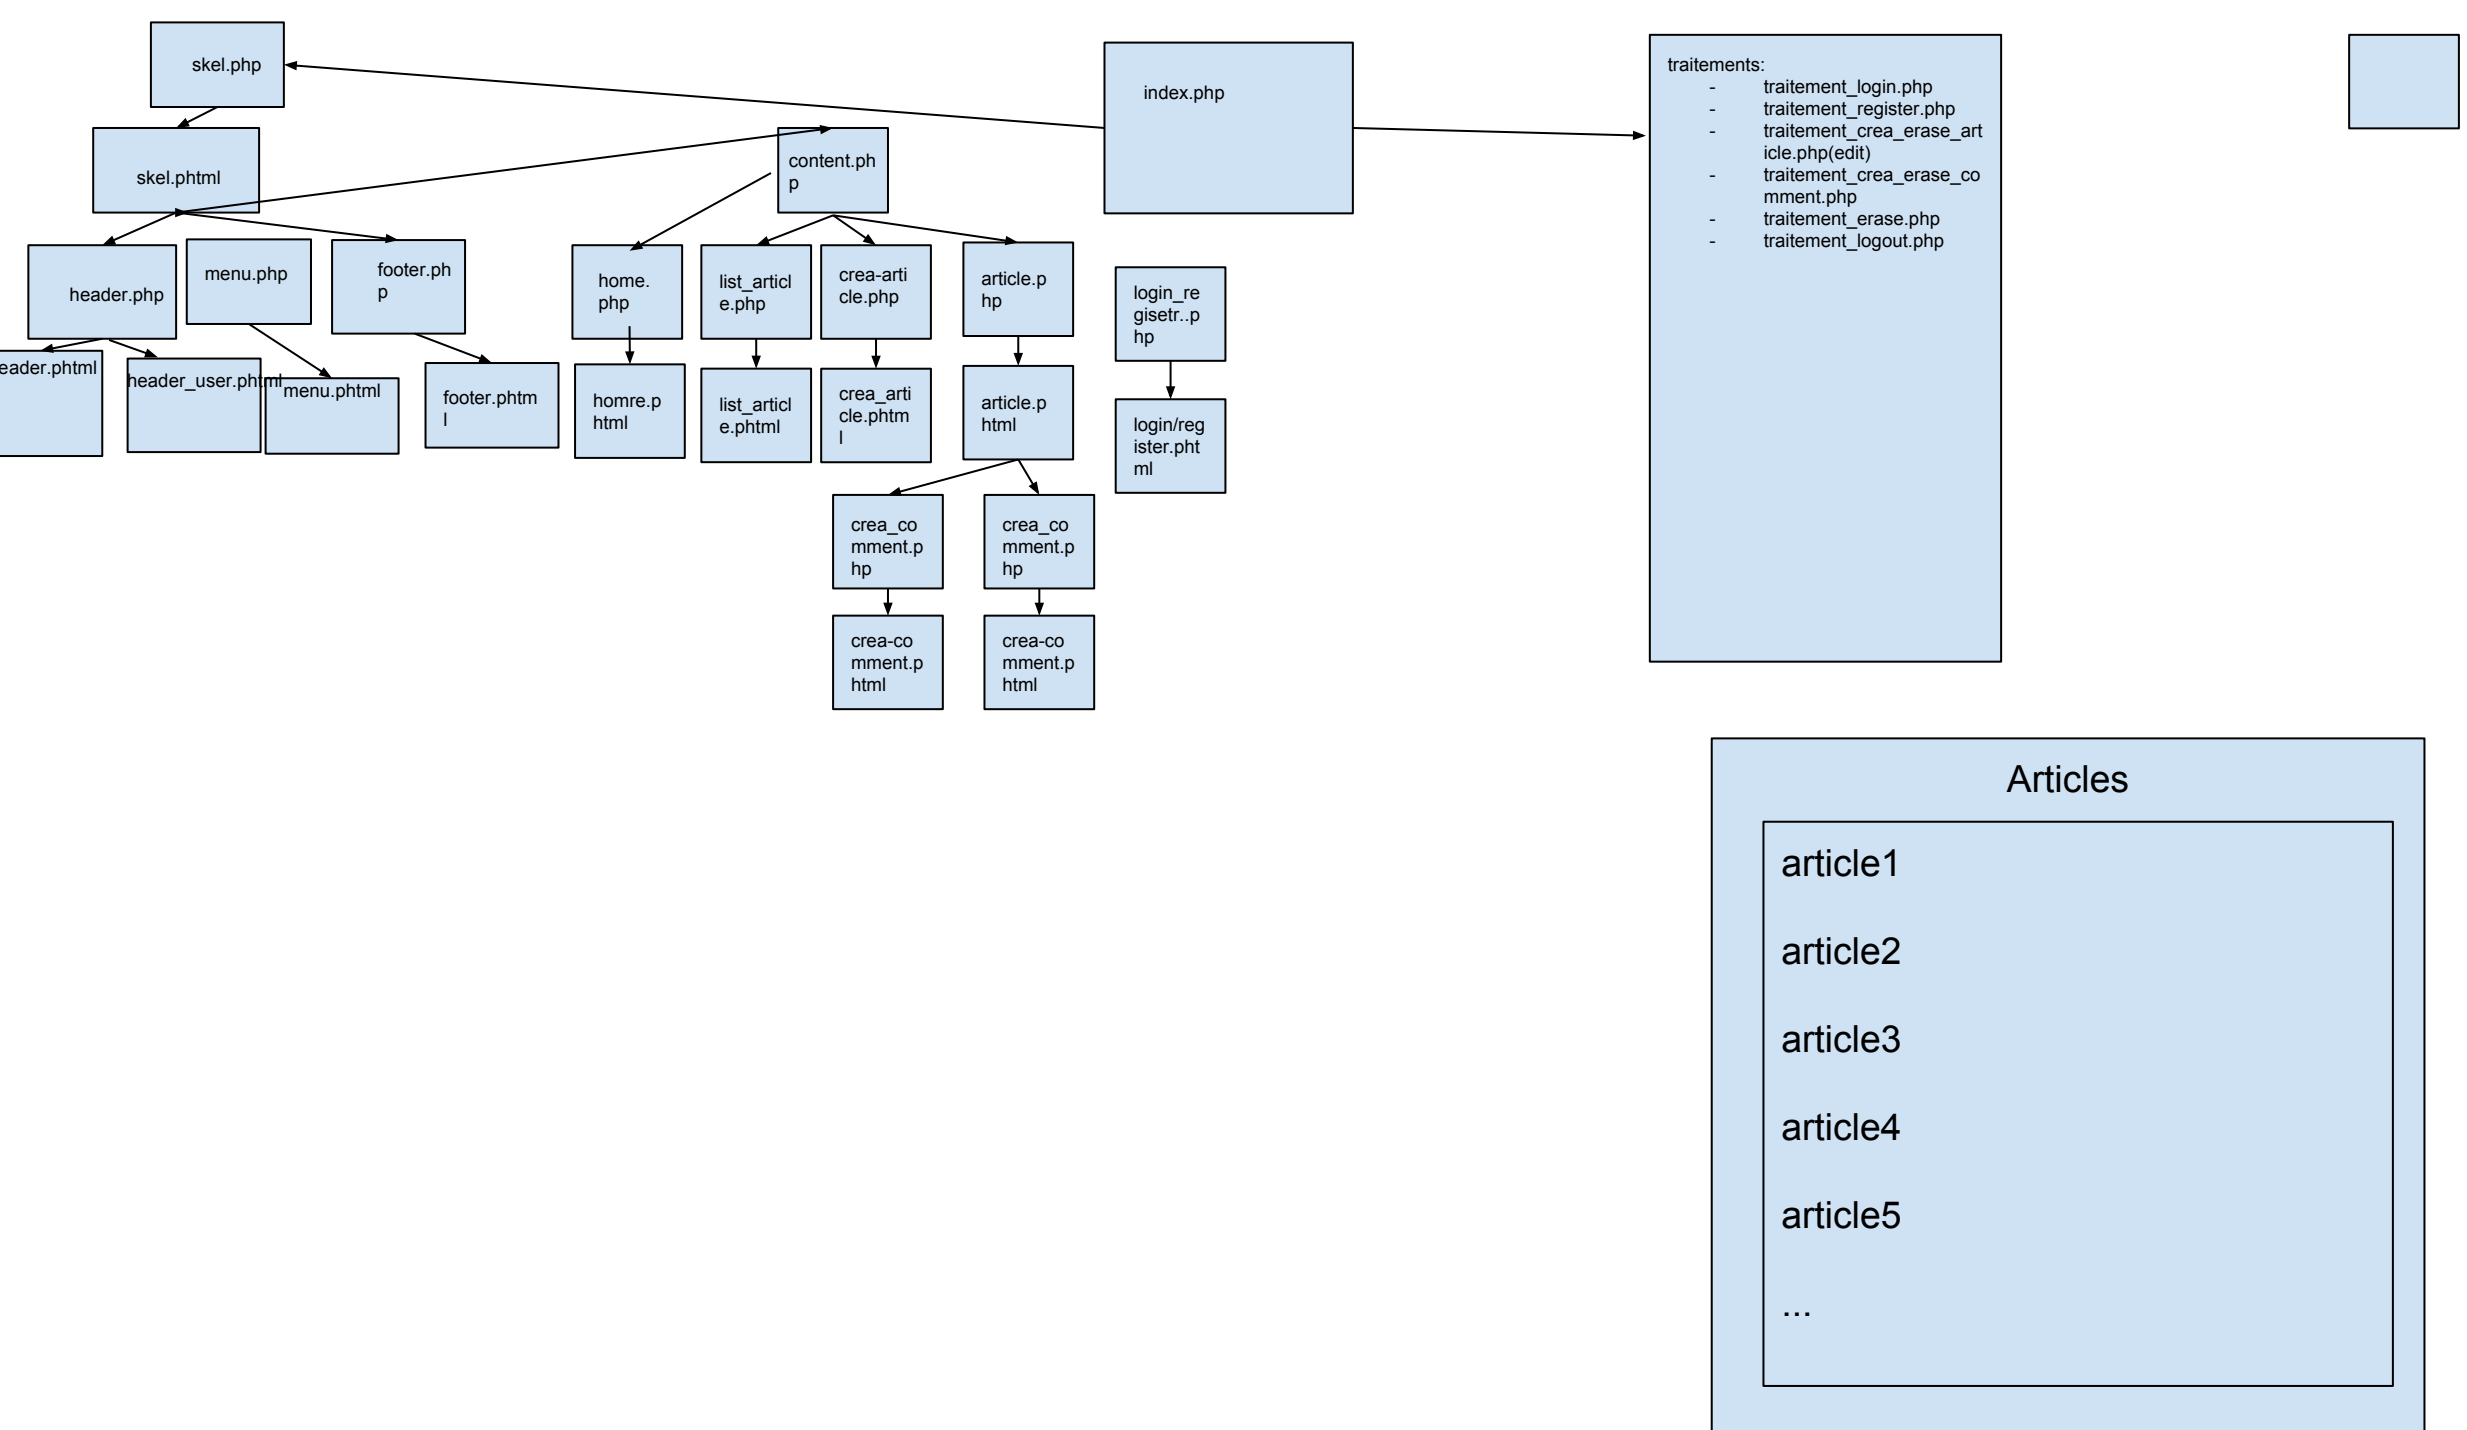 skel.php
index.php
traitements:
- traitement_login.php
- traitement_register.php
- traitement_crea_erase_art
icle.php(edit)
- traitement_crea_erase_co
mment.php
- traitement_erase.php
- traitement_logout.php
skel.phtml
content.ph
p
header.php
menu.php
footer.ph
p
home.
php
list_articl
e.php
crea-arti
cle.php
article.p
hp
login_re
gisetr..p
hp
eader.phtml
header_user.phtml
menu.phtml
footer.phtm
l
homre.p
html
list_articl
e.phtml
crea_arti
cle.phtm
l
article.p
html
login/reg
ister.pht
ml
crea_co
mment.p
hp
crea_co
mment.p
hp
crea-co
mment.p
html
crea-co
mment.p
html
Articles
article1
article2
article3
article4
article5
...